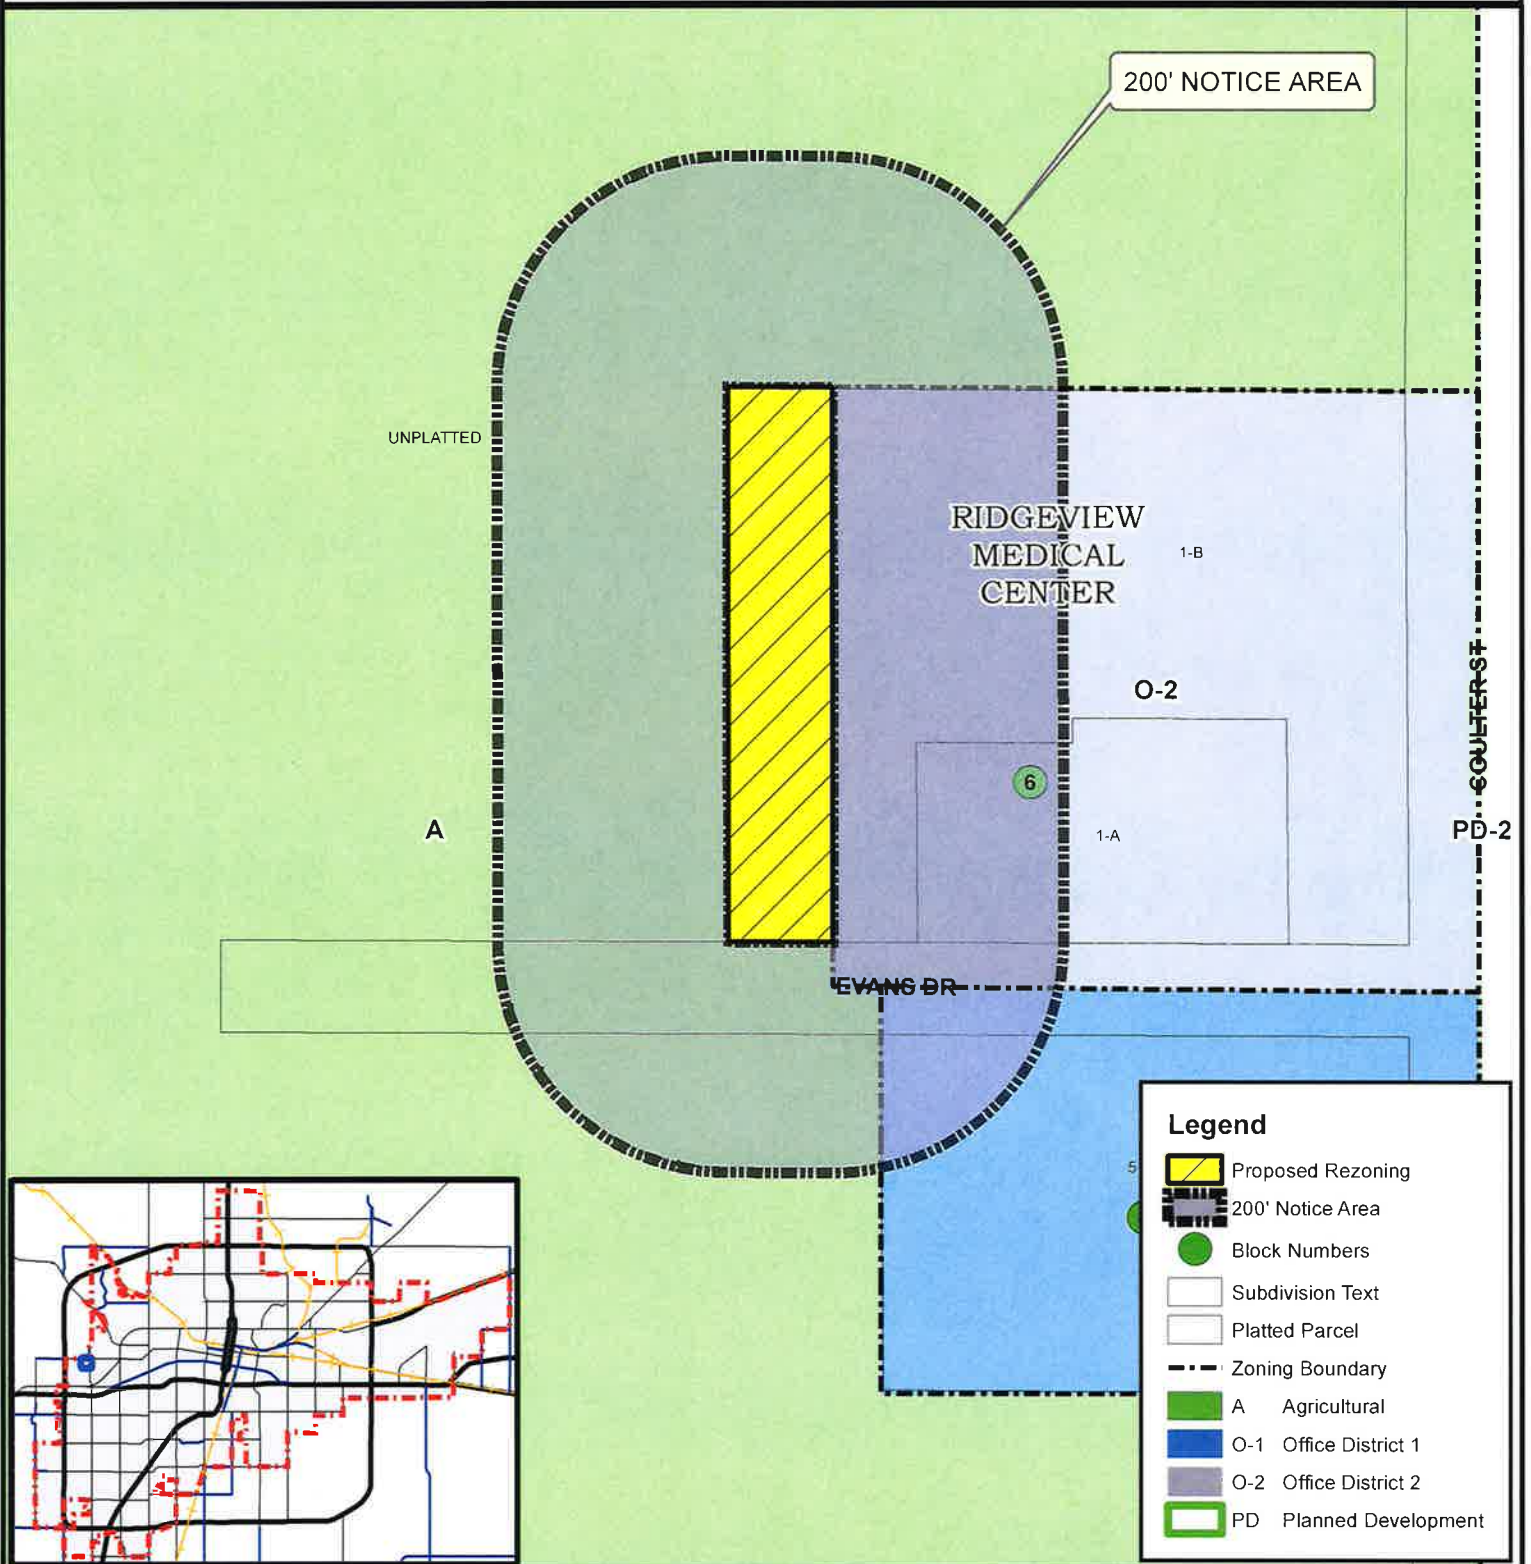 200' NOTICE AREA
UNPLATTED
RIDGEVIEW
MEDICAL
CENTER
1-B
COULTER ST
O-2
6
A
1-A
PD-2
EVANS DR
5
Legend
Proposed Rezoning
200' Notice Area
Block Numbers
Subdivision Text
Platted Parcel
Zoning Boundary
A Agricultural
O-1 Office District 1
O-2 Office District 2
PD Planned Development